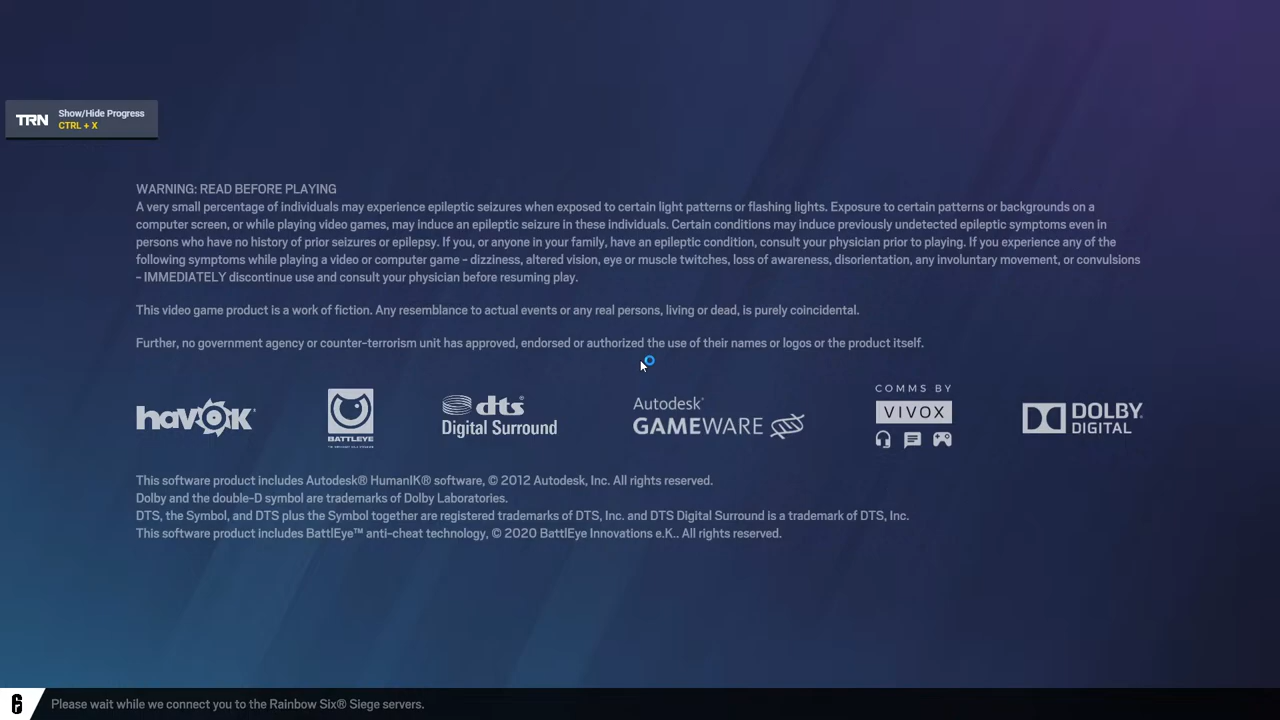 TRN Show/Hide Progress
CTRL + X
WARNING: READ BEFORE PLAYING
A very small percentage of individuals may experience epileptic seizures when exposed to certain light patterns or flashing lights. Exposure to certain patterns or backgrounds on a
computer screen, or while playing video games, may induce an epileptic seizure in these individuals. Certain conditions may induce previously undetected epileptic symptoms even in
persons who have no history of prior seizures or epilepsy. If you, or anyone in your family, have an epileptic condition, consult your physician prior to playing. If you experience any of the
following symptoms while playing a video or computer game - dizziness, altered vision, eye or muscle twitches, loss of awareness, disorientation, any involuntary movement, or convulsions
- IMMEDIATELY discontinue use and consult your physician before resuming play.
This video game product is a work of fiction. Any resemblance to actual events or any real persons, living or dead, is purely coincidental.
Further, no government agency or counter-terrorism unit has approved, endorsed or authorized the use of their names or logos or the product itself.
havok
BATTLEYE
dts
Digital Surround
Autodesk®
GAMEWARE
COMMS BY
VIVOX
DOLBY
DIGITAL
This software product includes Autodesk® HumanIK® software, © 2012 Autodesk, Inc. All rights reserved.
Dolby and the double-D symbol are trademarks of Dolby Laboratories.
DTS, the Symbol, and DTS plus the Symbol together are registered trademarks of DTS, Inc. and DTS Digital Surround is a trademark of DTS, Inc.
This software product includes BattlEye™ anti-cheat technology, © 2020 BattlEye Innovations e.K.. All rights reserved.
6 Please wait while we connect you to the Rainbow Six® Siege servers.